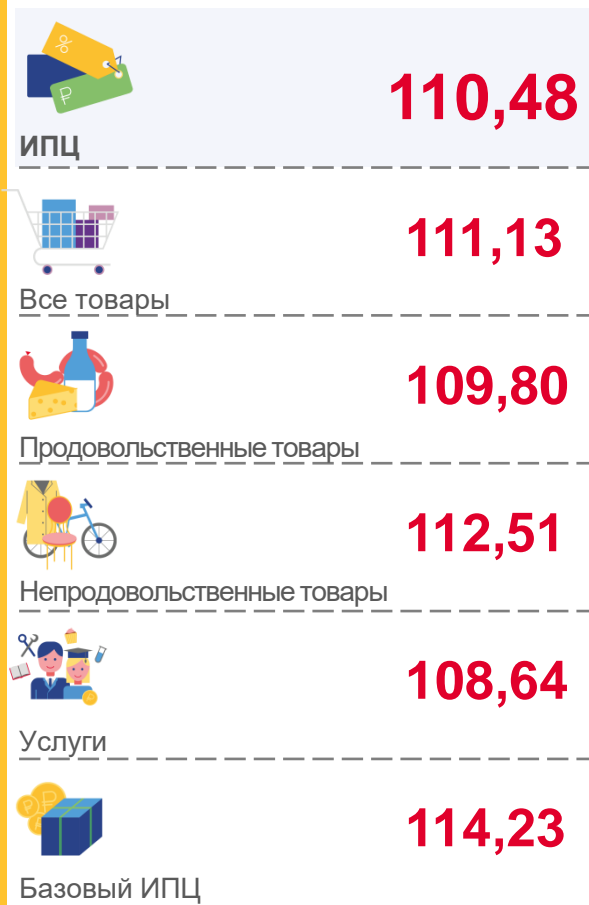 %
₽
110,48
ИПЦ
111,13
Все товары
109,80
Продовольственные товары
112,51
Непродовольственные товары
108,64
Услуги
₽ ₽
114,23
Базовый ИПЦ